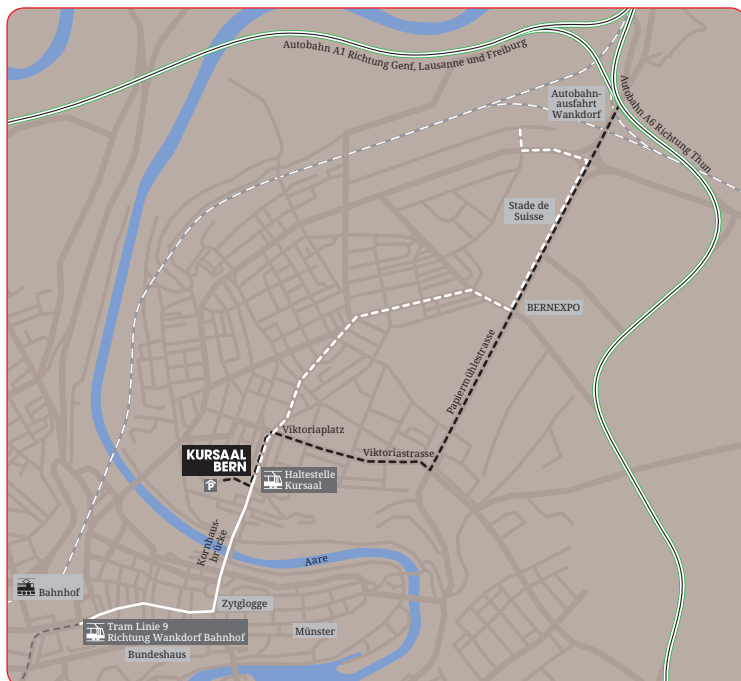 Autobahn A1 Richtung Genf, Lausanne und Freiburg
Autobahn-
ausfahrt
Wankdorf
Autobahn A6 Richtung Thun
Stade de
Suisse
BERNEXPO
Papiermühlestrasse
Viktoriaplatz
Viktoriastrasse
KURSAAL
BERN
P
Haltestelle
Kursaal
Kornhaus-
brücke
Aare
Bahnhof
Zytglogge
Tram Linie 9
Richtung Wankdorf Bahnhof
Münster
Bundeshaus